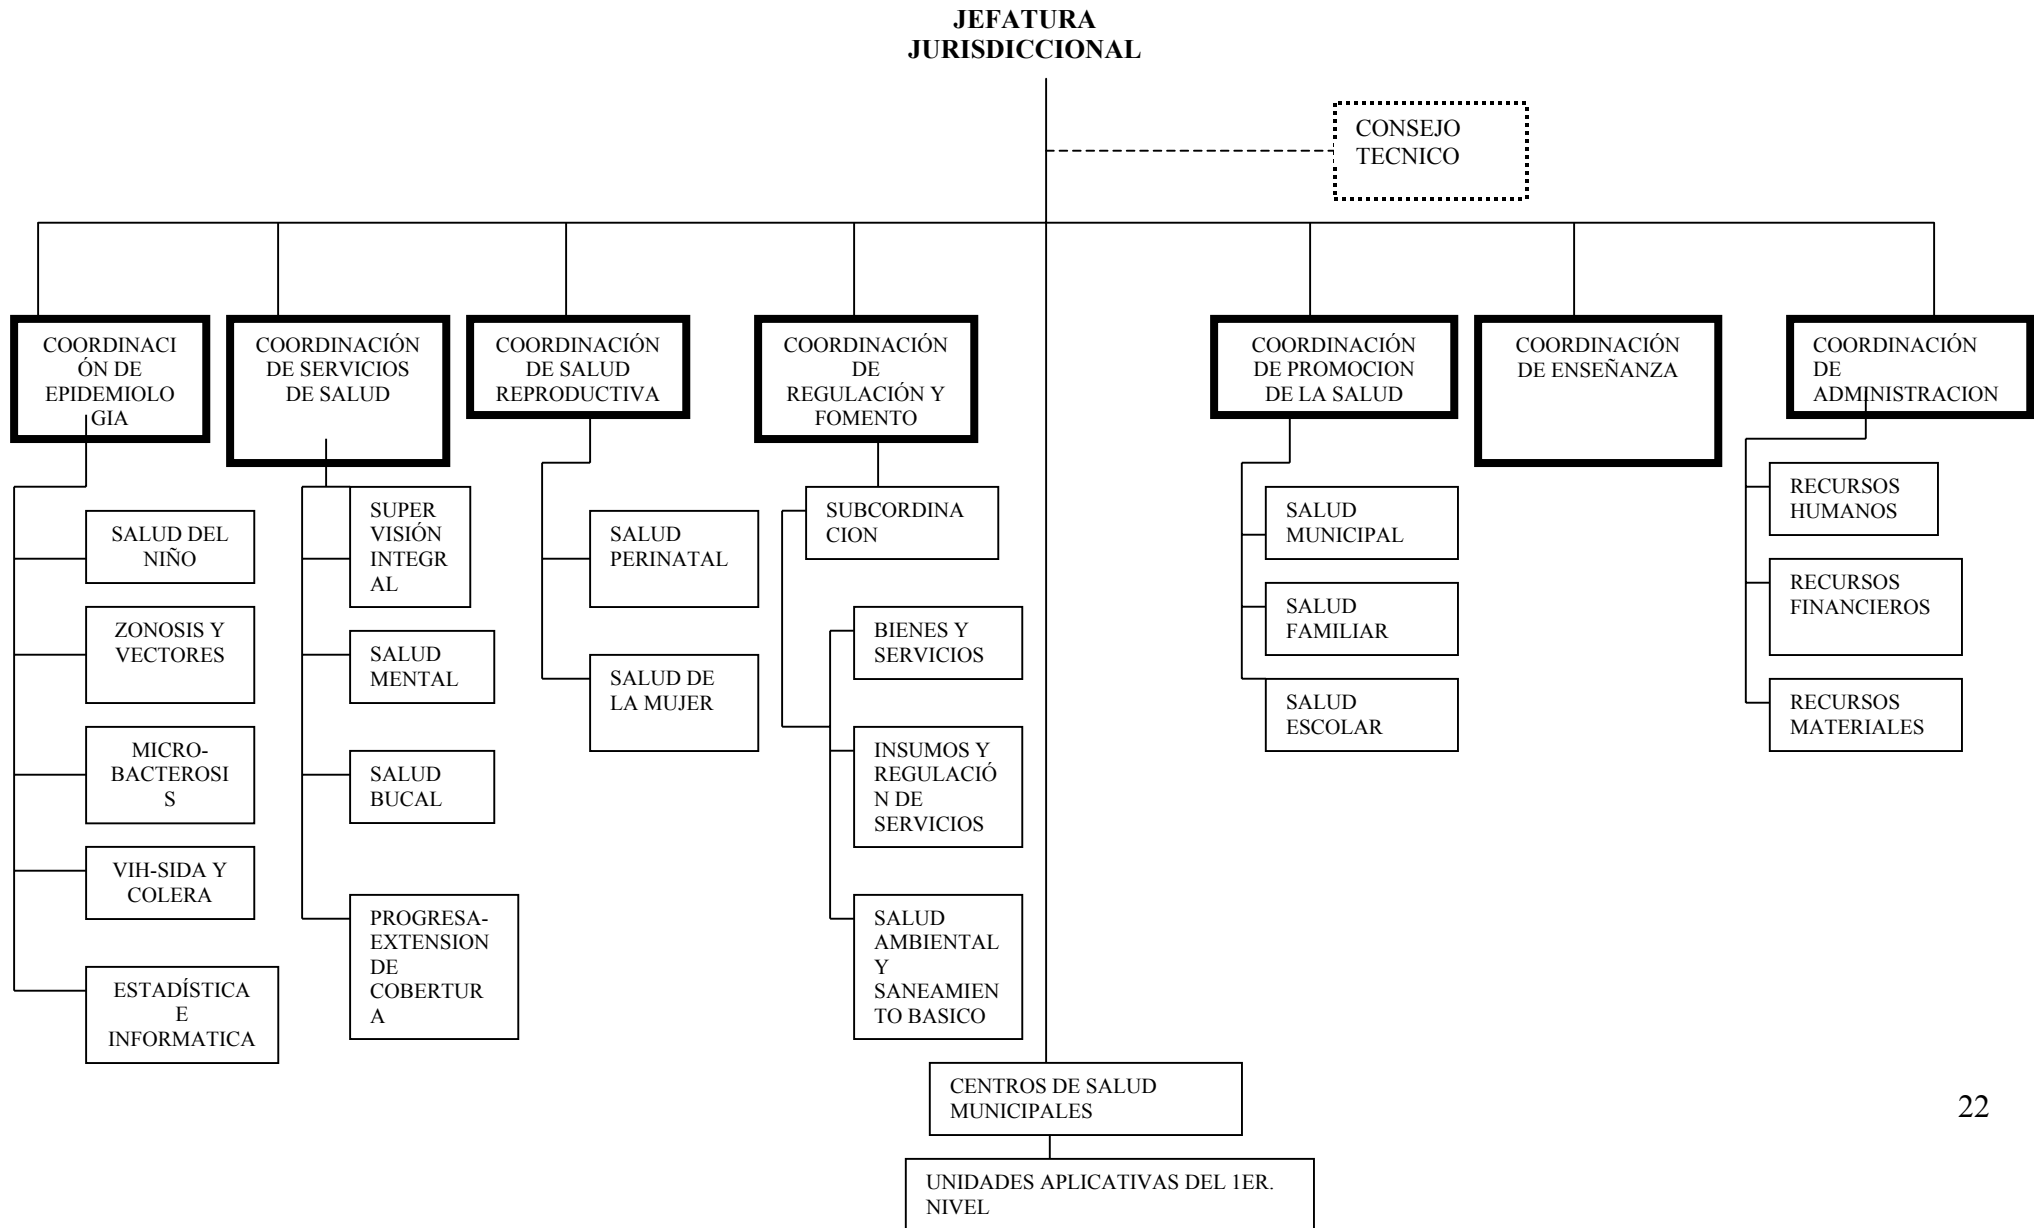 JEFATURA
JURISDICCIONAL
CONSEJO
TECNICO
COORDINACI
ÓN DE
EPIDEMIOLO
GIA
COORDINACIÓN
DE SERVICIOS
DE SALUD
COORDINACIÓN
DE SALUD
REPRODUCTIVA
COORDINACIÓN
DE
REGULACIÓN Y
FOMENTO
COORDINACIÓN
DE PROMOCION
DE LA SALUD
COORDINACIÓN
DE ENSEÑANZA
COORDINACIÓN
DE
ADMINISTRACION
SALUD DEL
NIÑO
ZONOSIS Y
VECTORES
MICRO-
BACTEROSI
S
VIH-SIDA Y
COLERA
ESTADÍSTICA
E
INFORMATICA
SUPER
VISIÓN
INTEGR
AL
SALUD
MENTAL
SALUD
BUCAL
PROGRESA-
EXTENSION
DE
COBERTUR
A
SALUD
PERINATAL
SALUD DE
LA MUJER
SUBCORDINA
CION
BIENES Y
SERVICIOS
INSUMOS Y
REGULACIÓ
N DE
SERVICIOS
SALUD
AMBIENTAL
Y
SANEAMIEN
TO BASICO
SALUD
MUNICIPAL
SALUD
FAMILIAR
SALUD
ESCOLAR
RECURSOS
HUMANOS
RECURSOS
FINANCIEROS
RECURSOS
MATERIALES
CENTROS DE SALUD
MUNICIPALES
UNIDADES APLICATIVAS DEL 1ER.
NIVEL
22